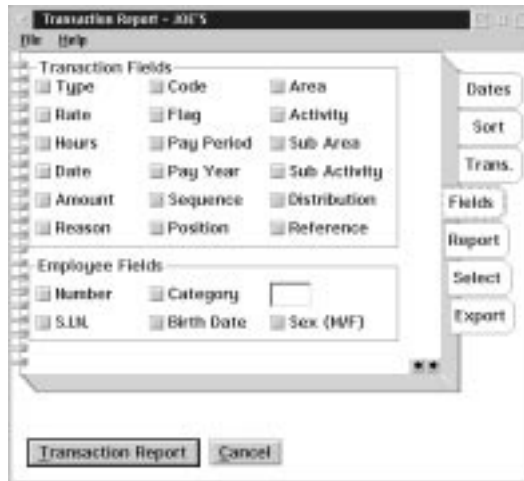 Transaction Report - JOE'S
File Help
Tranaction Fields
Type Code Area
Rate Flag Activity
Hours Pay Period Sub Area
Date Pay Year Sub Activity
Amount Sequence Distribution
Reason Position Reference
Employee Fields
Number Category
S.I.N. Birth Date Sex (M/F)
Dates
Sort
Trans.
Fields
Report
Select
Export
Transaction Report Cancel